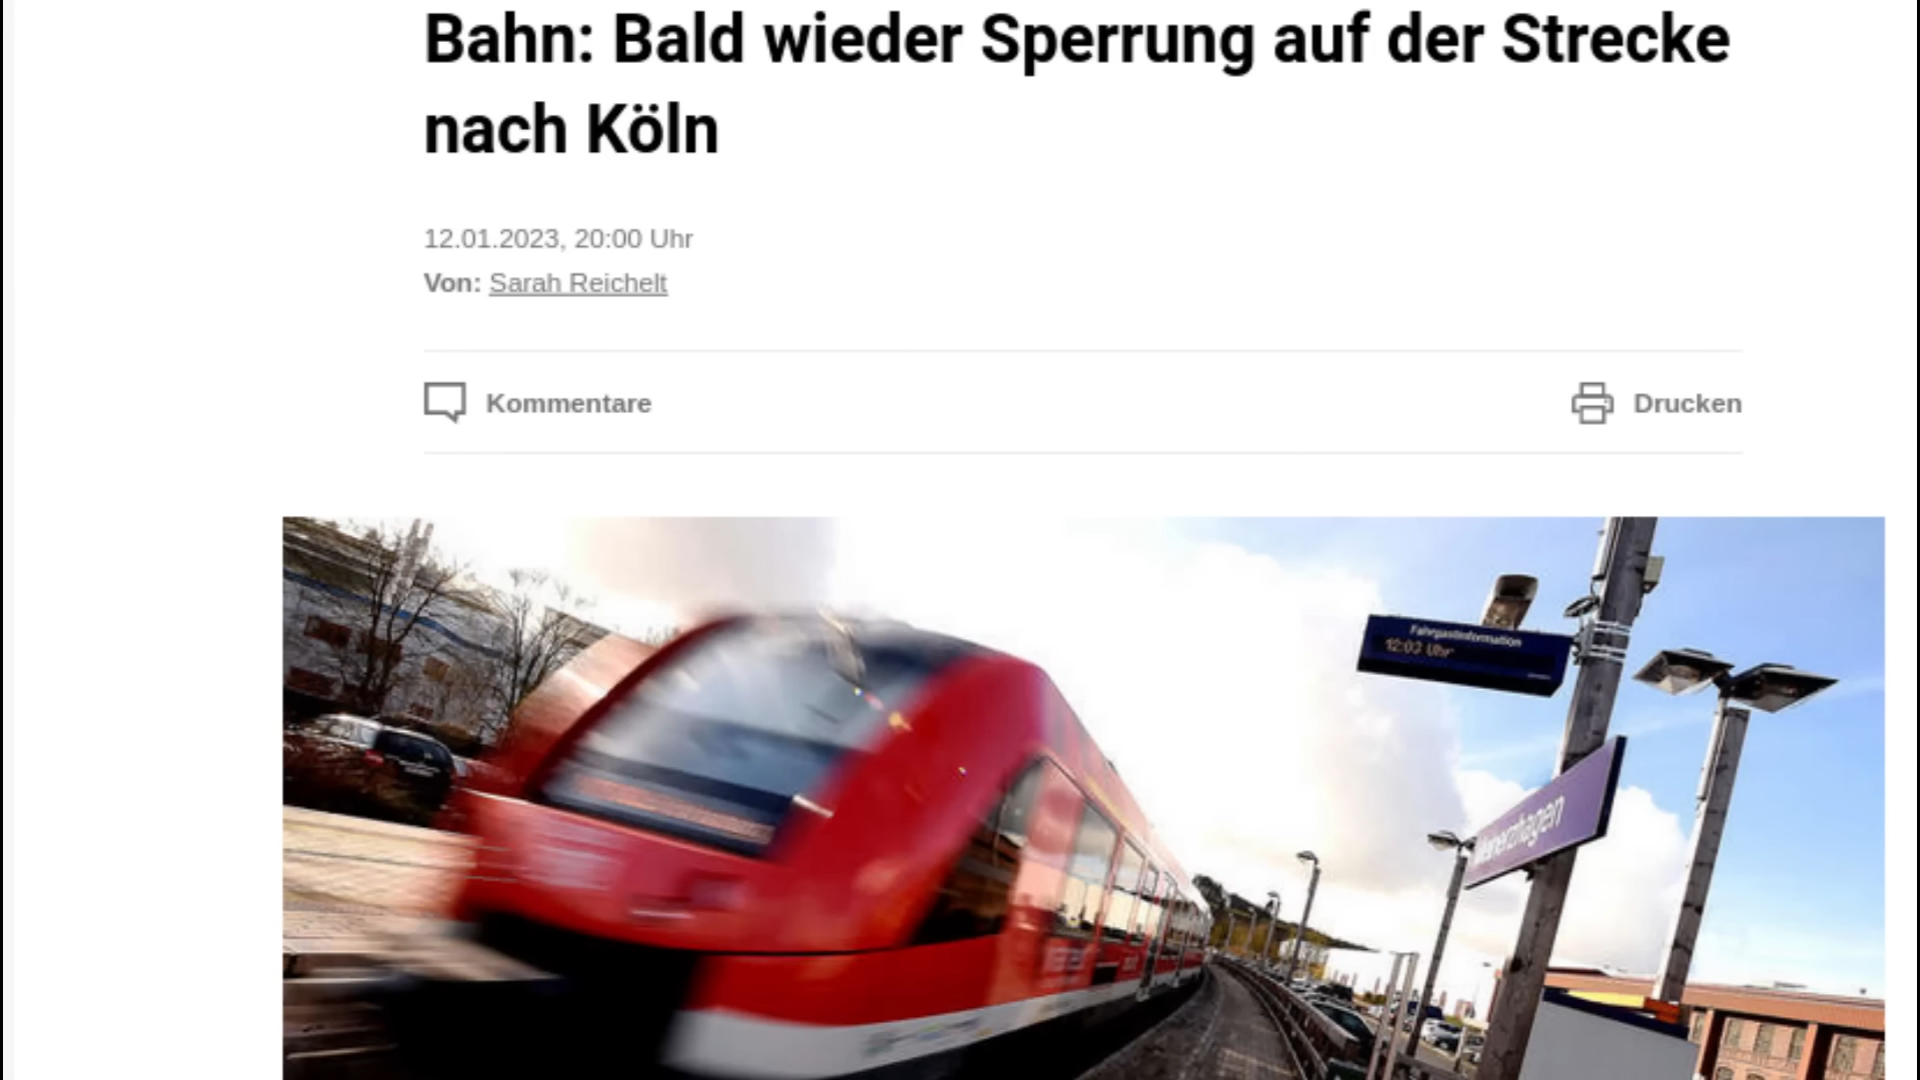 Bahn: Bald wieder Sperrung auf der Strecke
nach Köln
12.01.2023, 20:00 Uhr
Von: Sarah Reichelt
Kommentare
Drucken
Fahrgastinformation
12:03 Uhr
Meinerzhagen